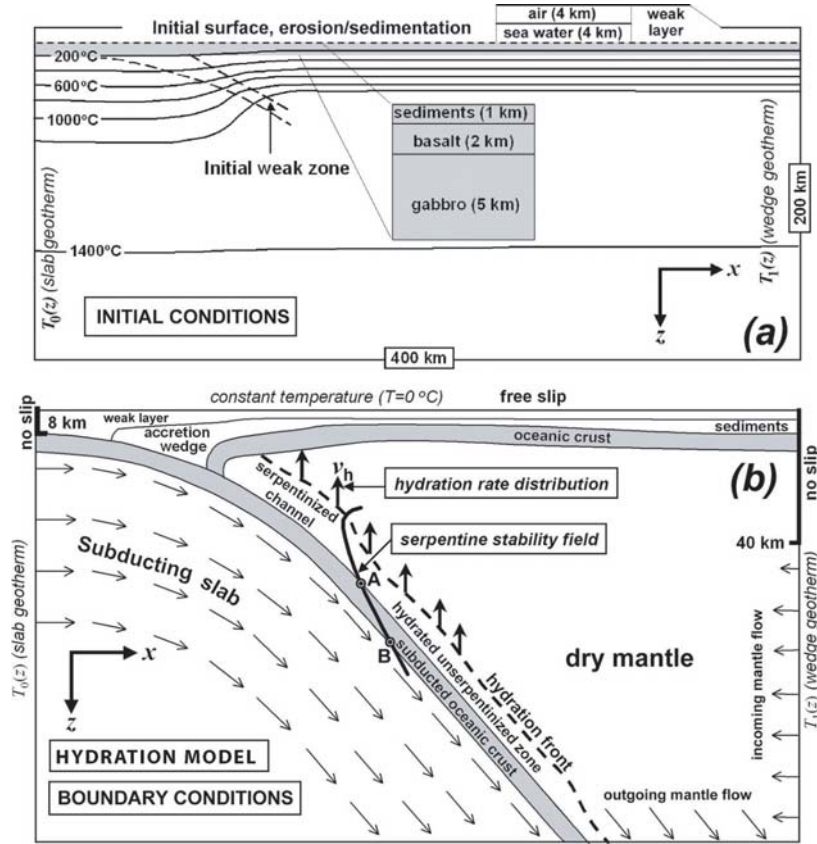 Initial surface, erosion/sedimentation
air (4 km)
sea water (4 km)
weak
layer
200°C
600°C
1000°C
Initial weak zone
sediments (1 km)
basalt (2 km)
gabbro (5 km)
1400°C
T₀(z) (slab geotherm)
T₁(z) (wedge geotherm)
200 km
x
z
INITIAL CONDITIONS
(a)
400 km
constant temperature (T=0 °C)
free slip
no slip
8 km
weak layer
accretion
wedge
sediments
oceanic crust
no slip
(b)
serpentinized
channel
vh
hydration rate distribution
serpentine stability field
40 km
A
B
Subducting slab
hydrated unserpentinized zone
hydration front
subducted oceanic crust
dry mantle
incoming mantle flow
T₀(z) (slab geotherm)
T₁(z) (wedge geotherm)
x
z
HYDRATION MODEL
BOUNDARY CONDITIONS
outgoing mantle flow